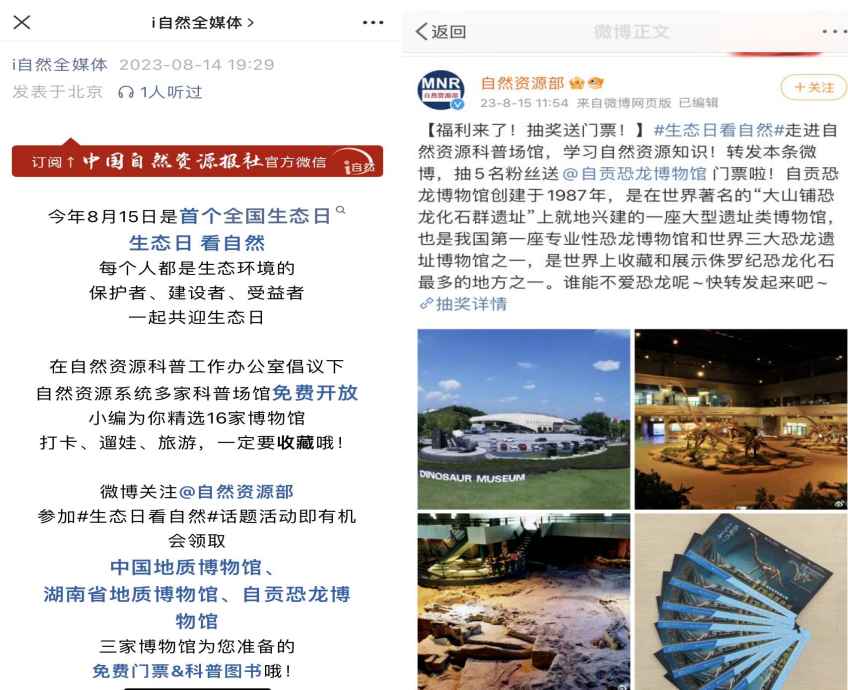 i自然全媒体 >
i自然全媒体 2023-08-14 19:29
发表于北京 1人听过
订阅↑中国自然资源报社官方微信 i自然
今年8月15日是首个全国生态日
生态日 看自然
每个人都是生态环境的
保护者、建设者、受益者
一起共迎生态日
在自然资源科普工作办公室倡议下
自然资源系统多家科普场馆免费开放
小编为你精选16家博物馆
打卡、遛娃、旅游，一定要收藏哦！
微博关注@自然资源部
参加#生态日看自然#话题活动即有机
会领取
中国地质博物馆、
湖南省地质博物馆、自贡恐龙博
物馆
三家博物馆为您准备的
免费门票&科普图书哦！
返回
微博正文
MNR
自然资源部
自然资源部
23-8-15 11:54 来自微博网页版 已编辑
+关注
【福利来了！抽奖送门票！】#生态日看自然#走进自
然资源科普场馆，学习自然资源知识！转发本条微
博，抽5名粉丝送@自贡恐龙博物馆 门票啦！自贡恐
龙博物馆创建于1987年，是在世界著名的“大山铺恐
龙化石群遗址”上就地兴建的一座大型遗址类博物馆，
也是我国第一座专业性恐龙博物馆和世界三大恐龙遗
址博物馆之一，是世界上收藏和展示侏罗纪恐龙化石
最多的地方之一。谁能不爱恐龙呢～快转发起来吧～
抽奖详情
DINOSAUR MUSEUM